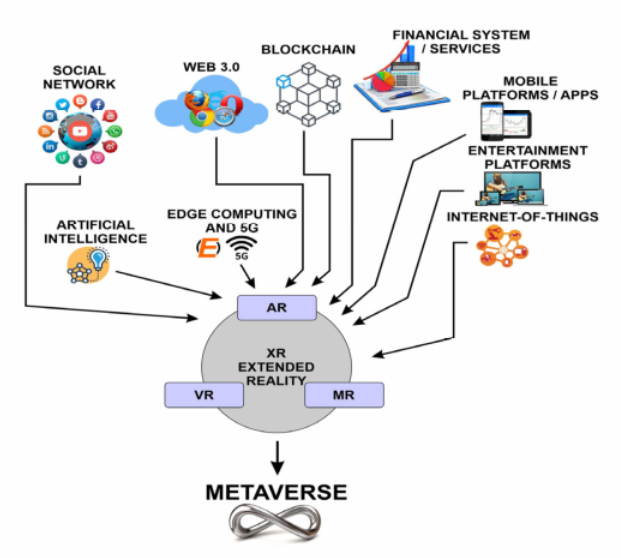 FINANCIAL SYSTEM
/ SERVICES
BLOCKCHAIN
WEB 3.0
SOCIAL
NETWORK
MOBILE
PLATFORMS / APPS
ENTERTAINMENT
PLATFORMS
INTERNET-OF-THINGS
EDGE COMPUTING
AND 5G
5G
ARTIFICIAL
INTELLIGENCE
AR
XR
EXTENDED
REALITY
VR
MR
METAVERSE